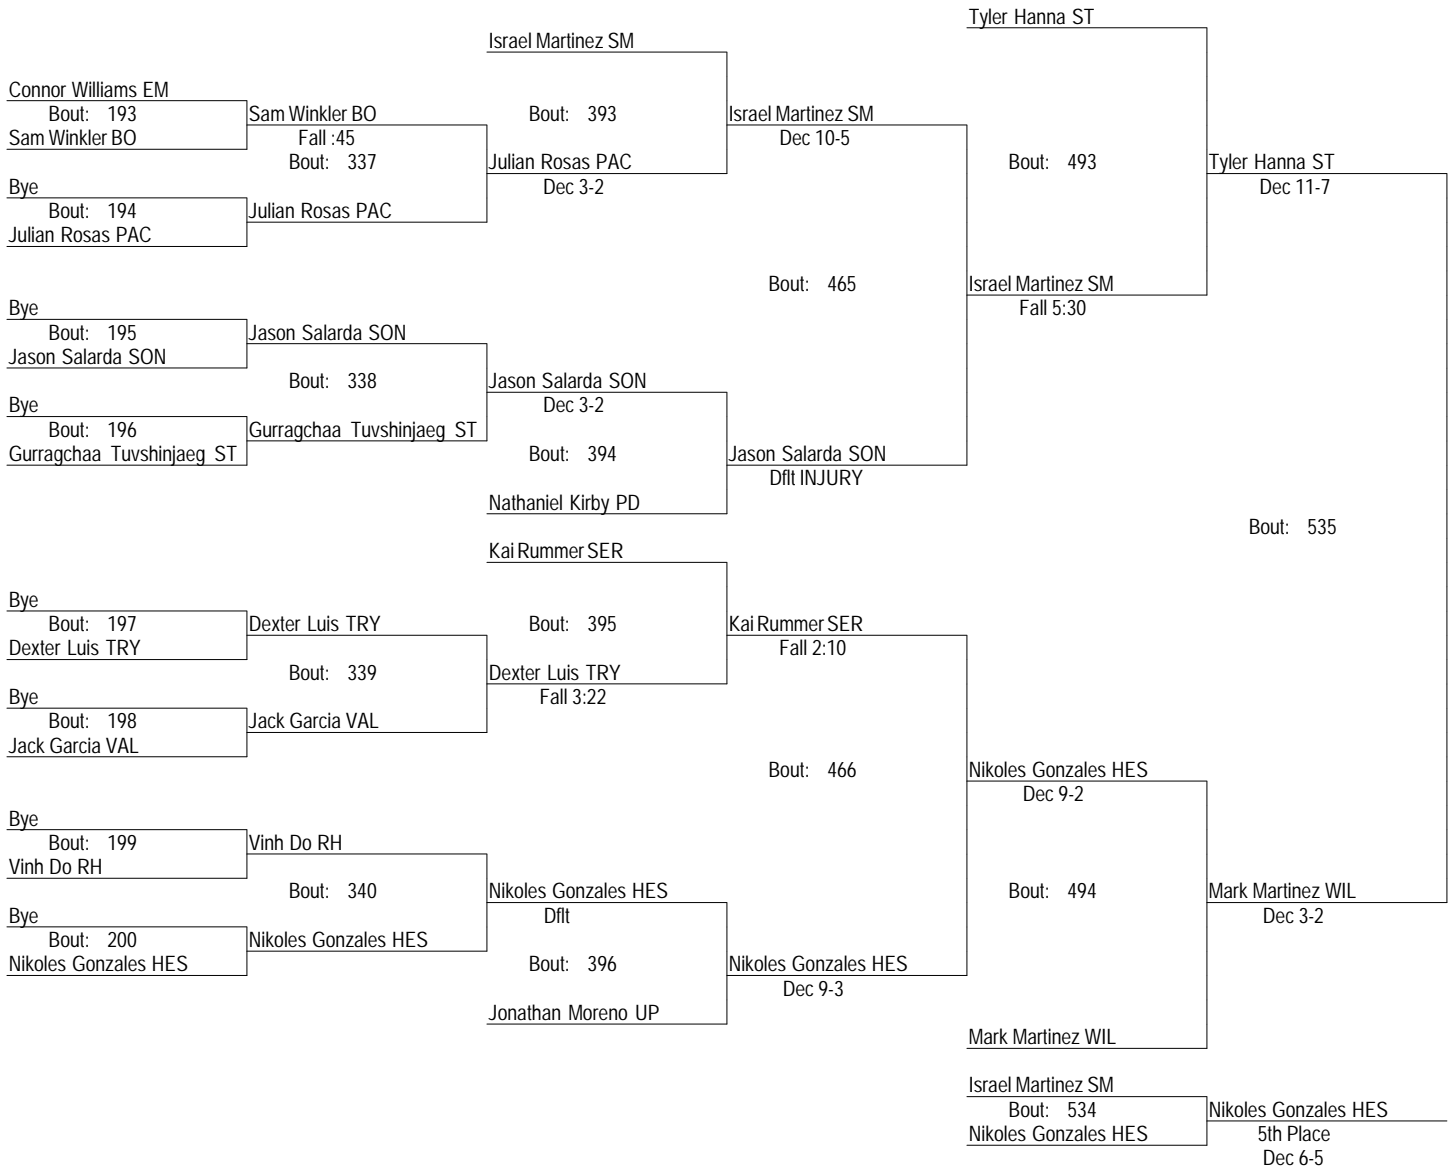 Tyler Hanna ST
Israel Martinez SM
Connor Williams EM
Bout: 193
Sam Winkler BO
Sam Winkler BO
Fall :45
Bout: 337
Bout: 393
Julian Rosas PAC
Dec 3-2
Israel Martinez SM
Dec 10-5
Bout: 493
Tyler Hanna ST
Dec 11-7
Bye
Bout: 194
Julian Rosas PAC
Julian Rosas PAC
Bout: 465
Israel Martinez SM
Fall 5:30
Bye
Bout: 195
Jason Salarda SON
Jason Salarda SON
Bout: 338
Jason Salarda SON
Dec 3-2
Bye
Bout: 196
Gurragchaa Tuvshinjaeg ST
Gurragchaa Tuvshinjaeg ST
Bout: 394
Jason Salarda SON
Dflt INJURY
Nathaniel Kirby PD
Bout: 535
Kai Rummer SER
Bye
Bout: 197
Dexter Luis TRY
Dexter Luis TRY
Bout: 395
Kai Rummer SER
Fall 2:10
Bout: 339
Dexter Luis TRY
Fall 3:22
Bye
Bout: 198
Jack Garcia VAL
Jack Garcia VAL
Bout: 466
Nikoles Gonzales HES
Dec 9-2
Bye
Bout: 199
Vinh Do RH
Vinh Do RH
Bout: 340
Nikoles Gonzales HES
Dflt
Bout: 494
Mark Martinez WIL
Dec 3-2
Bye
Bout: 200
Nikoles Gonzales HES
Nikoles Gonzales HES
Bout: 396
Nikoles Gonzales HES
Dec 9-3
Jonathan Moreno UP
Mark Martinez WIL
Israel Martinez SM
Bout: 534
Nikoles Gonzales HES
Nikoles Gonzales HES
5th Place
Dec 6-5